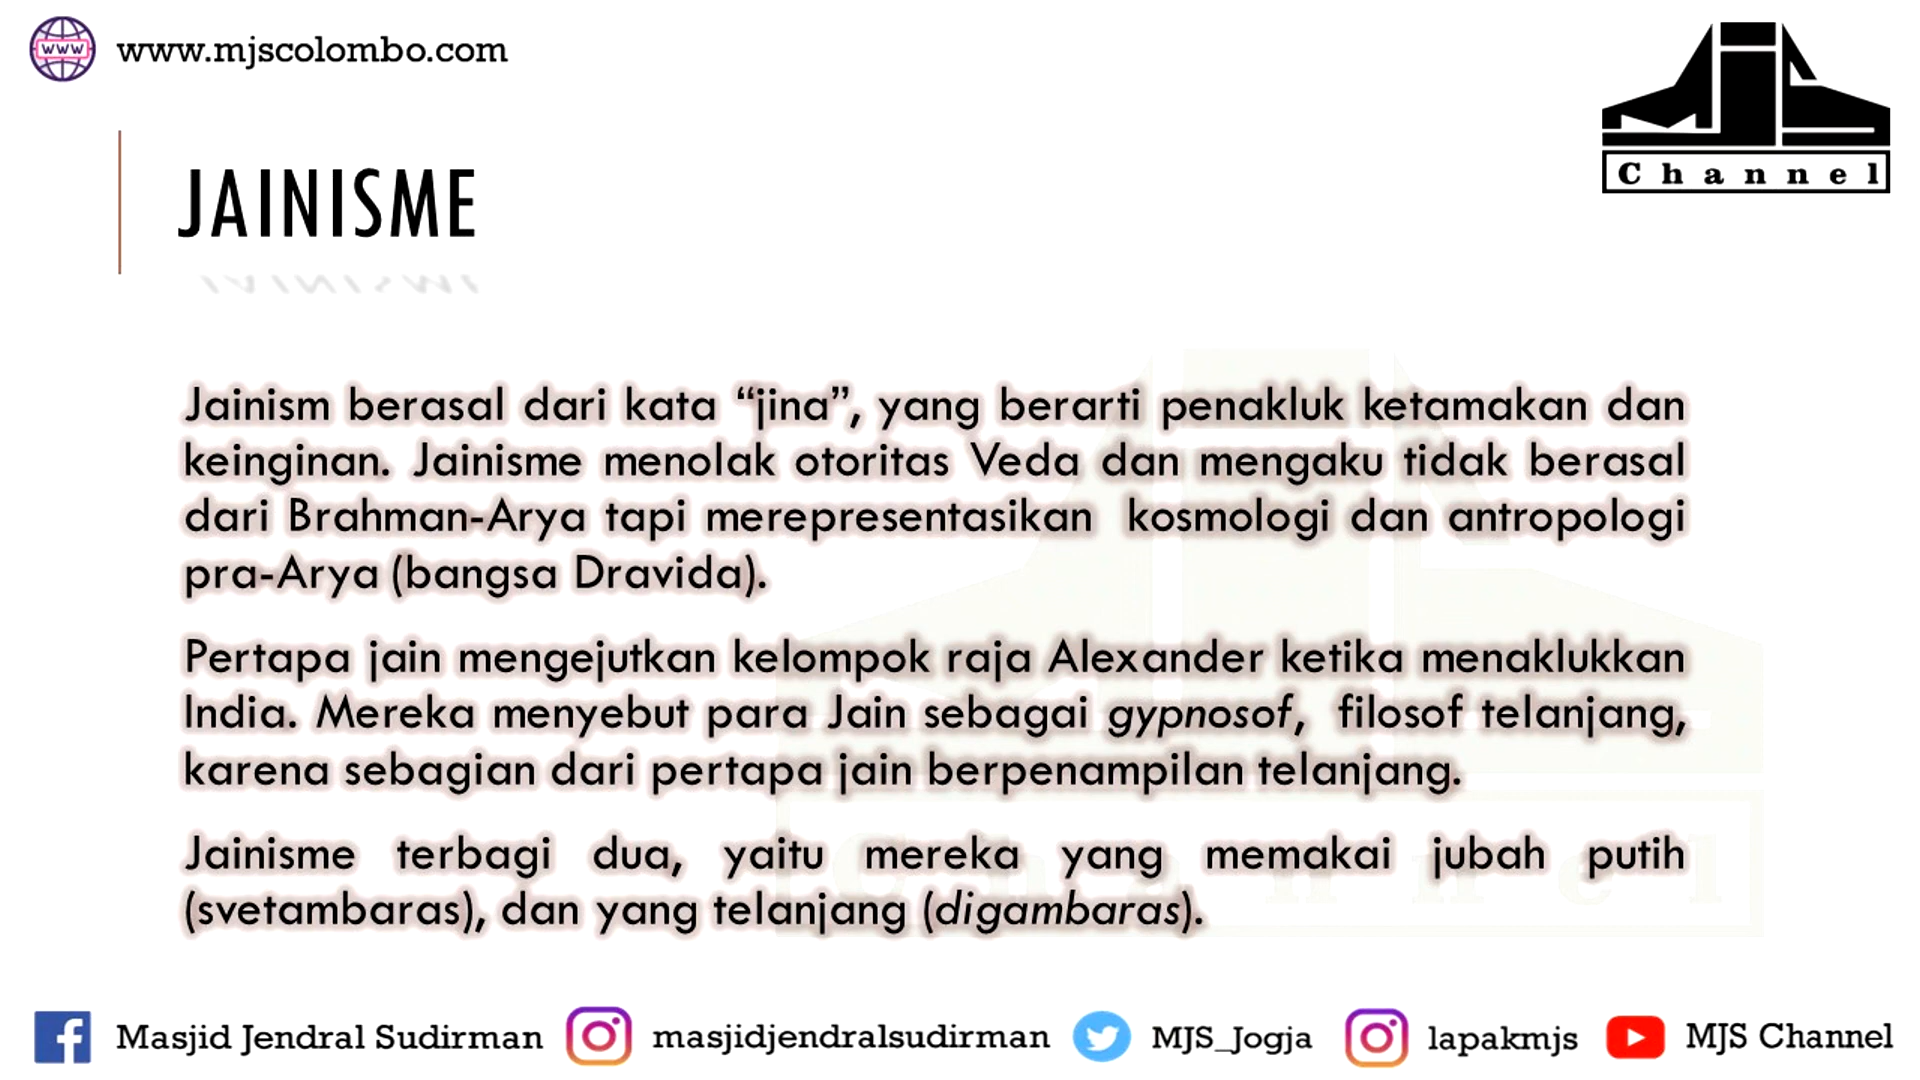 www.mjscolombo.com
MJS
Channel
JAINISME
Jainism berasal dari kata “jina”, yang berarti penakluk ketamakan dan
keinginan. Jainisme menolak otoritas Veda dan mengaku tidak berasal
dari Brahman-Arya tapi merepresentasikan kosmologi dan antropologi
pra-Arya (bangsa Dravida).
Pertapa jain mengejutkan kelompok raja Alexander ketika menaklukkan
India. Mereka menyebut para Jain sebagai gypnosof, filosof telanjang,
karena sebagian dari pertapa jain berpenampilan telanjang.
Jainisme terbagi dua, yaitu mereka yang memakai jubah putih
(svetambaras), dan yang telanjang (digambaras).
Masjid Jendral Sudirman masjidjendralsudirman MJS_Jogja lapakmjs MJS Channel